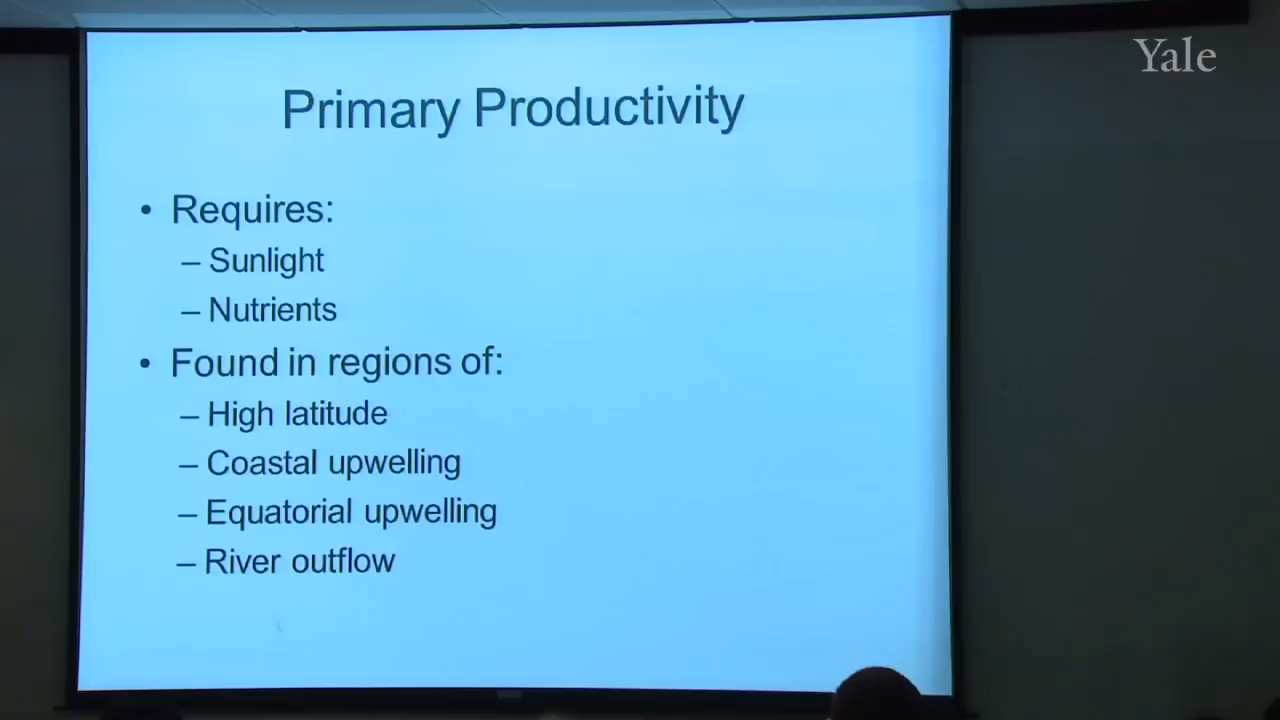 Yale
Primary Productivity
• Requires:
– Sunlight
– Nutrients
• Found in regions of:
– High latitude
– Coastal upwelling
– Equatorial upwelling
– River outflow